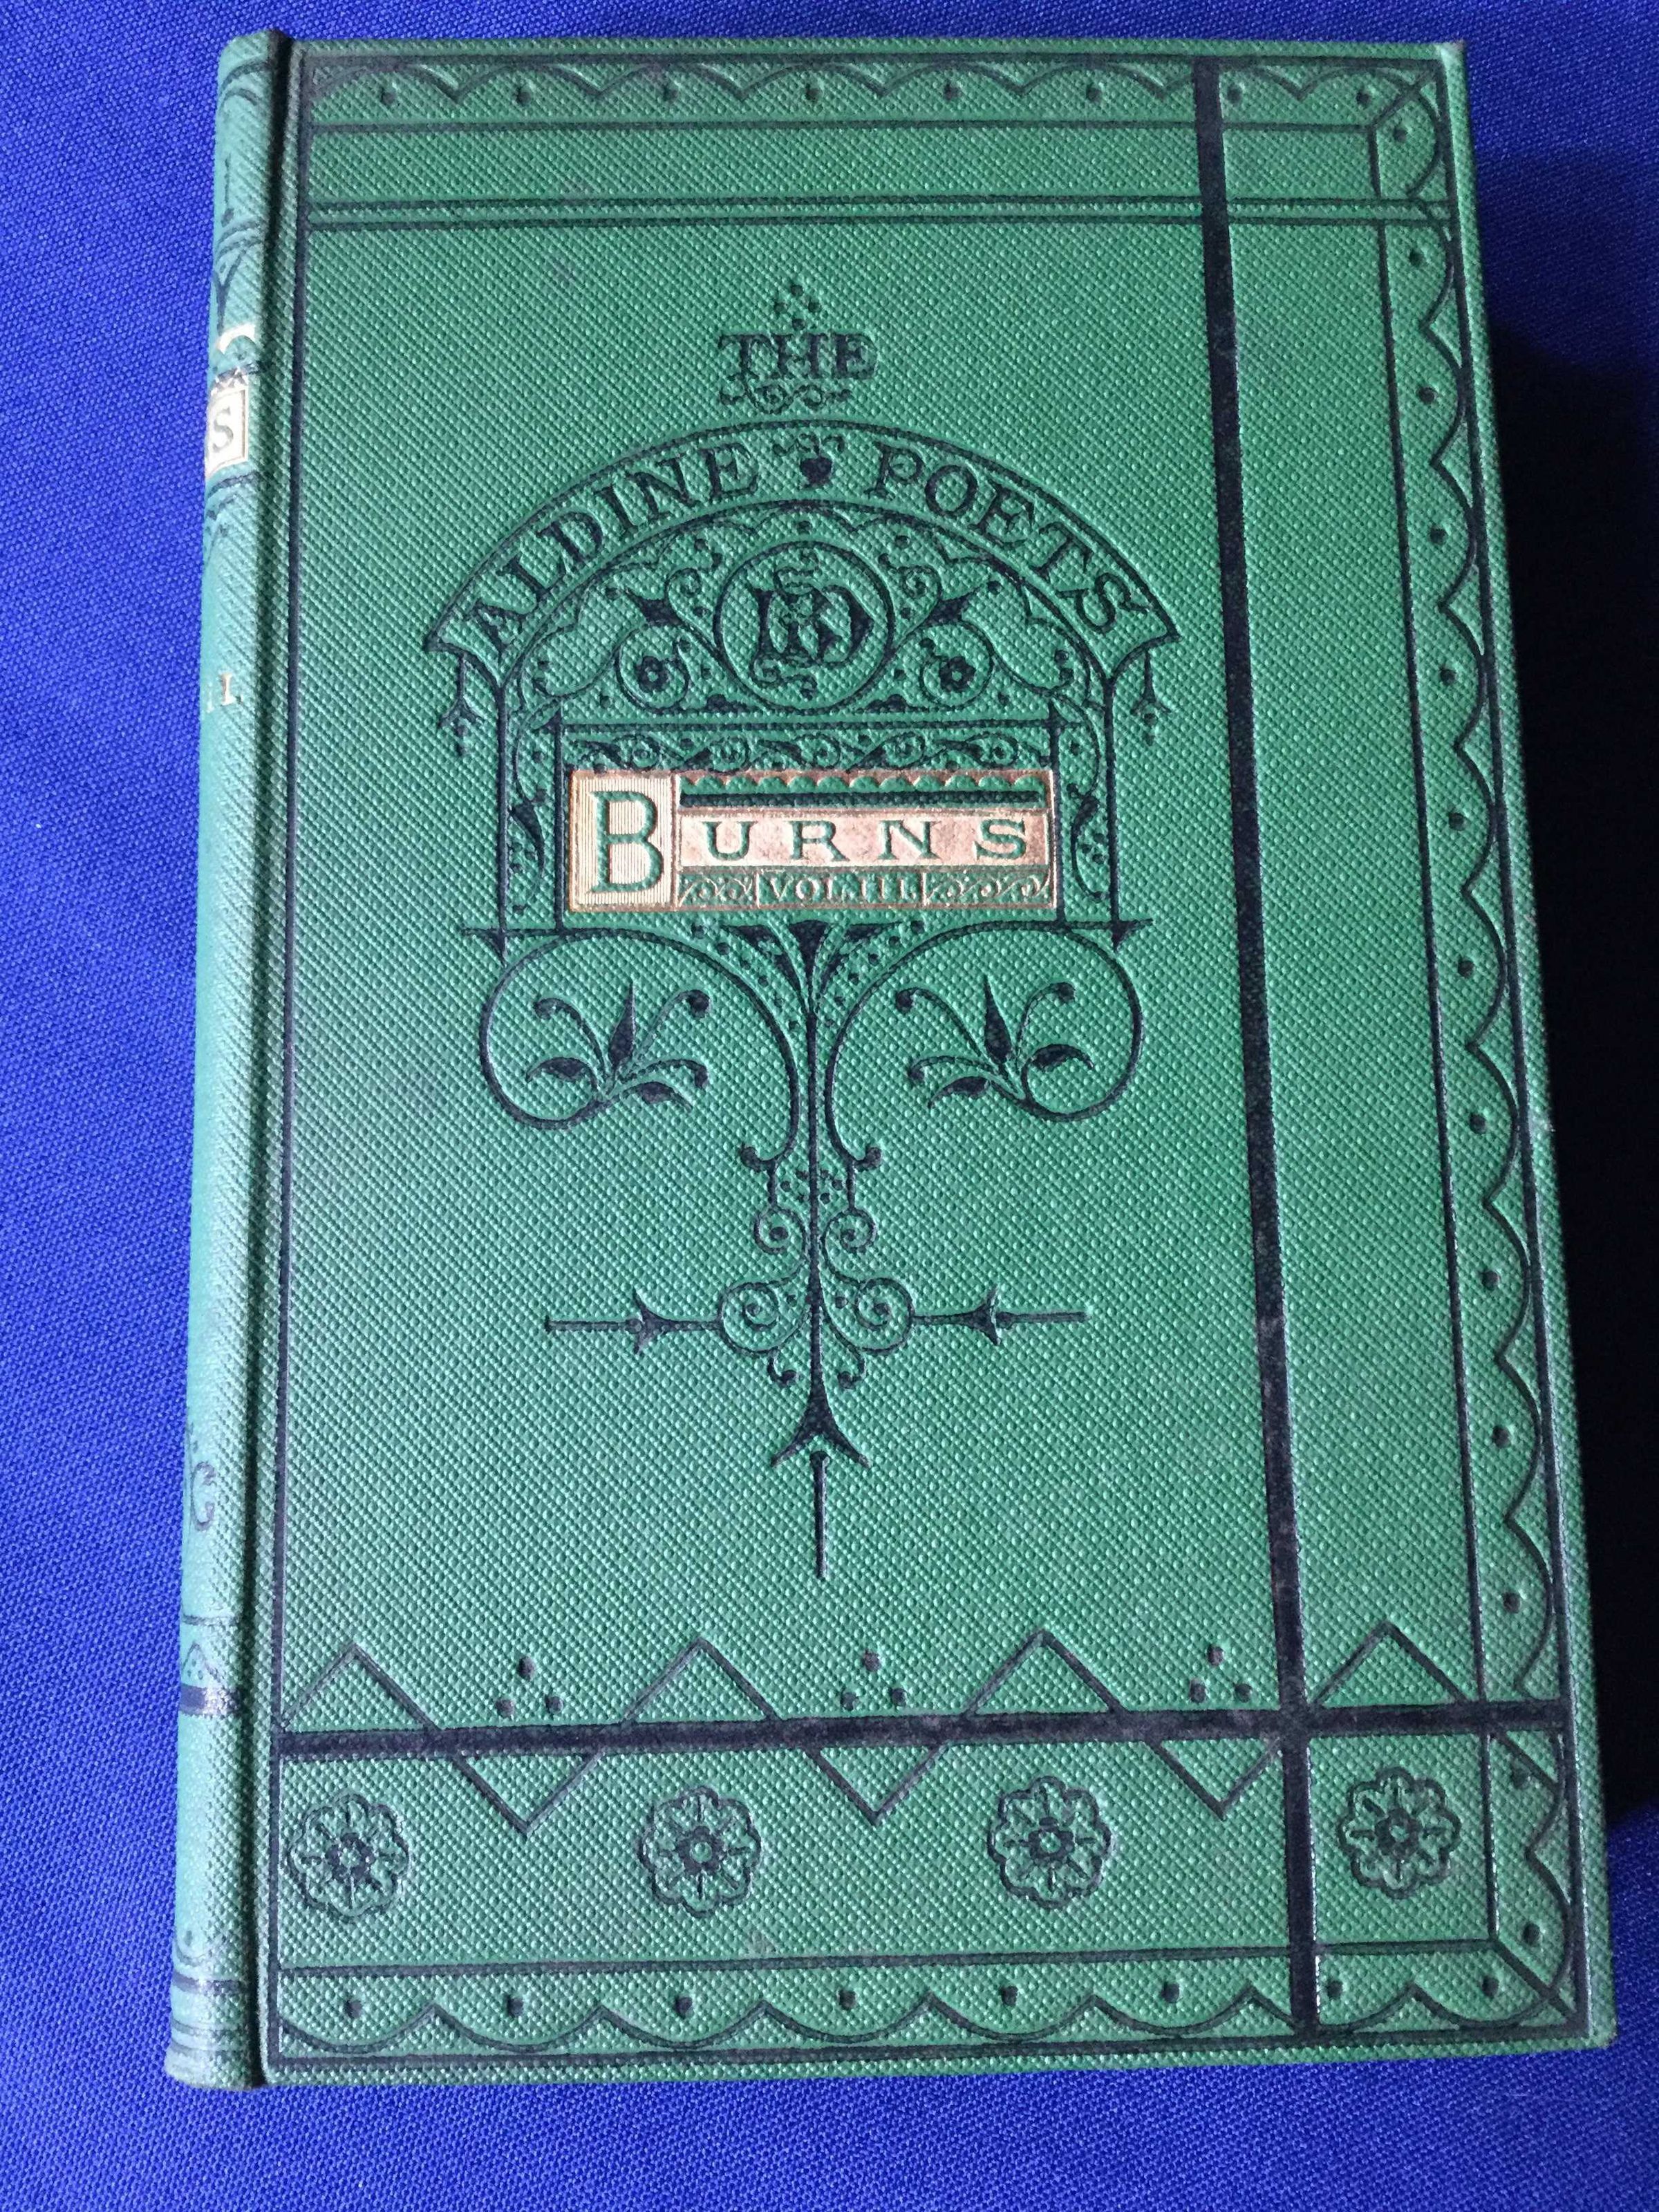 THE
ALDINE POETS
BURNS
VOL. III.
S
I.